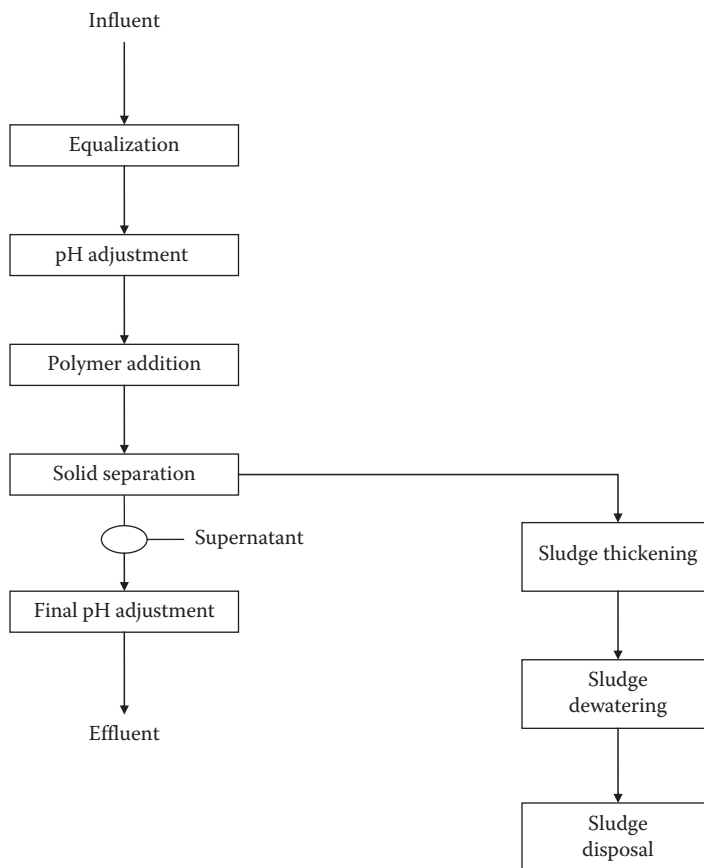 Influent
Equalization
pH adjustment
Polymer addition
Solid separation
Supernatant
Final pH adjustment
Effluent
Sludge thickening
Sludge
dewatering
Sludge
disposal